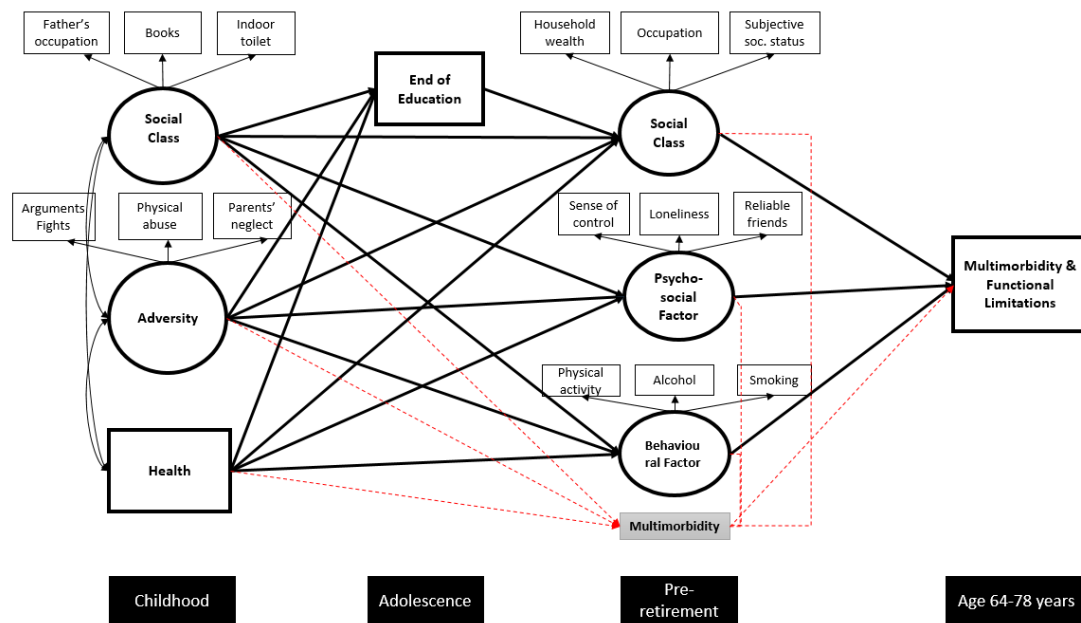 Father's
occupation
Books
Indoor
toilet
Household
wealth
Occupation
Subjective
soc. status
End of
Education
Social
Class
Social
Class
Arguments
Fights
Physical
abuse
Parents'
neglect
Sense of
control
Loneliness
Reliable
friends
Adversity
Psycho-
social
Factor
Multimorbidity &
Functional
Limitations
Physical
activity
Alcohol
Smoking
Health
Behaviou
ral Factor
Multimorbidity
Childhood
Adolescence
Pre-
retirement
Age 64-78 years